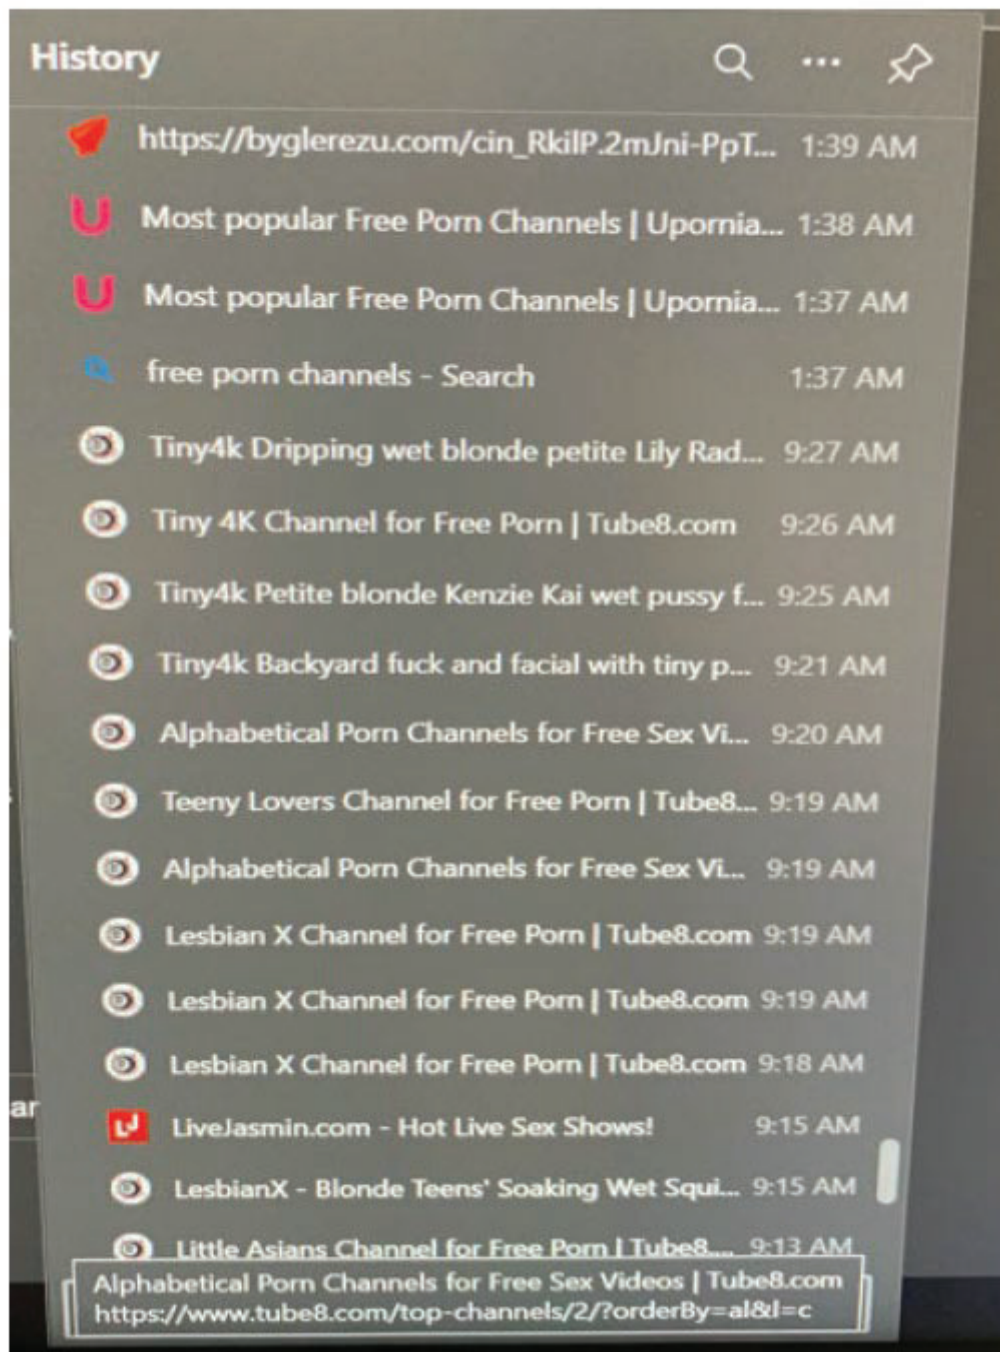 History
https://byglerezu.com/cin_RkilP.2mJni-PpT... 1:39 AM
Most popular Free Porn Channels | Upornia... 1:38 AM
Most popular Free Porn Channels | Upornia... 1:37 AM
free porn channels - Search 1:37 AM
Tiny4k Dripping wet blonde petite Lily Rad... 9:27 AM
Tiny 4K Channel for Free Porn | Tube8.com 9:26 AM
Tiny4k Petite blonde Kenzie Kai wet pussy f... 9:25 AM
Tiny4k Backyard fuck and facial with tiny p... 9:21 AM
Alphabetical Porn Channels for Free Sex Vi... 9:20 AM
Teeny Lovers Channel for Free Porn | Tube8... 9:19 AM
Alphabetical Porn Channels for Free Sex Vi... 9:19 AM
Lesbian X Channel for Free Porn | Tube8.com 9:19 AM
Lesbian X Channel for Free Porn | Tube8.com 9:19 AM
Lesbian X Channel for Free Porn | Tube8.com 9:18 AM
ar
LiveJasmin.com - Hot Live Sex Shows! 9:15 AM
LesbianX - Blonde Teens' Soaking Wet Squi... 9:15 AM
Little Asians Channel for Free Porn | Tube8.... 9:13 AM
Alphabetical Porn Channels for Free Sex Videos | Tube8.com
https://www.tube8.com/top-channels/2/?orderBy=al&l=c